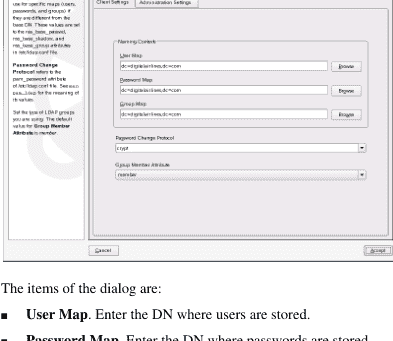 use for specific maps (users,
passwords, and groups) if
they are different from the
base DN. These values are set
to the nss_base_passwd,
nss_base_shadow, and
nss_base_group attributes
in /etc/ldap.conf file.
Password Change
Protocol refers to the
pam_password attribute
of /etc/ldap.conf file. See man
pam_ldap for the meaning of
its values.
Set the type of LDAP groups
you are using. The default
value for Group Member
Attribute is member.
Client Settings Administration Settings
Naming Contexts
User Map
dc=digitalairlines,dc=com Browse
Password Map
dc=digitalairlines,dc=com Browse
Group Map
dc=digitalairlines,dc=com Browse
Password Change Protocol
crypt
Group Member Attribute
member
Cancel Accept
The items of the dialog are:
■ User Map. Enter the DN where users are stored.
■ Password Map. Enter the DN where passwords are stored